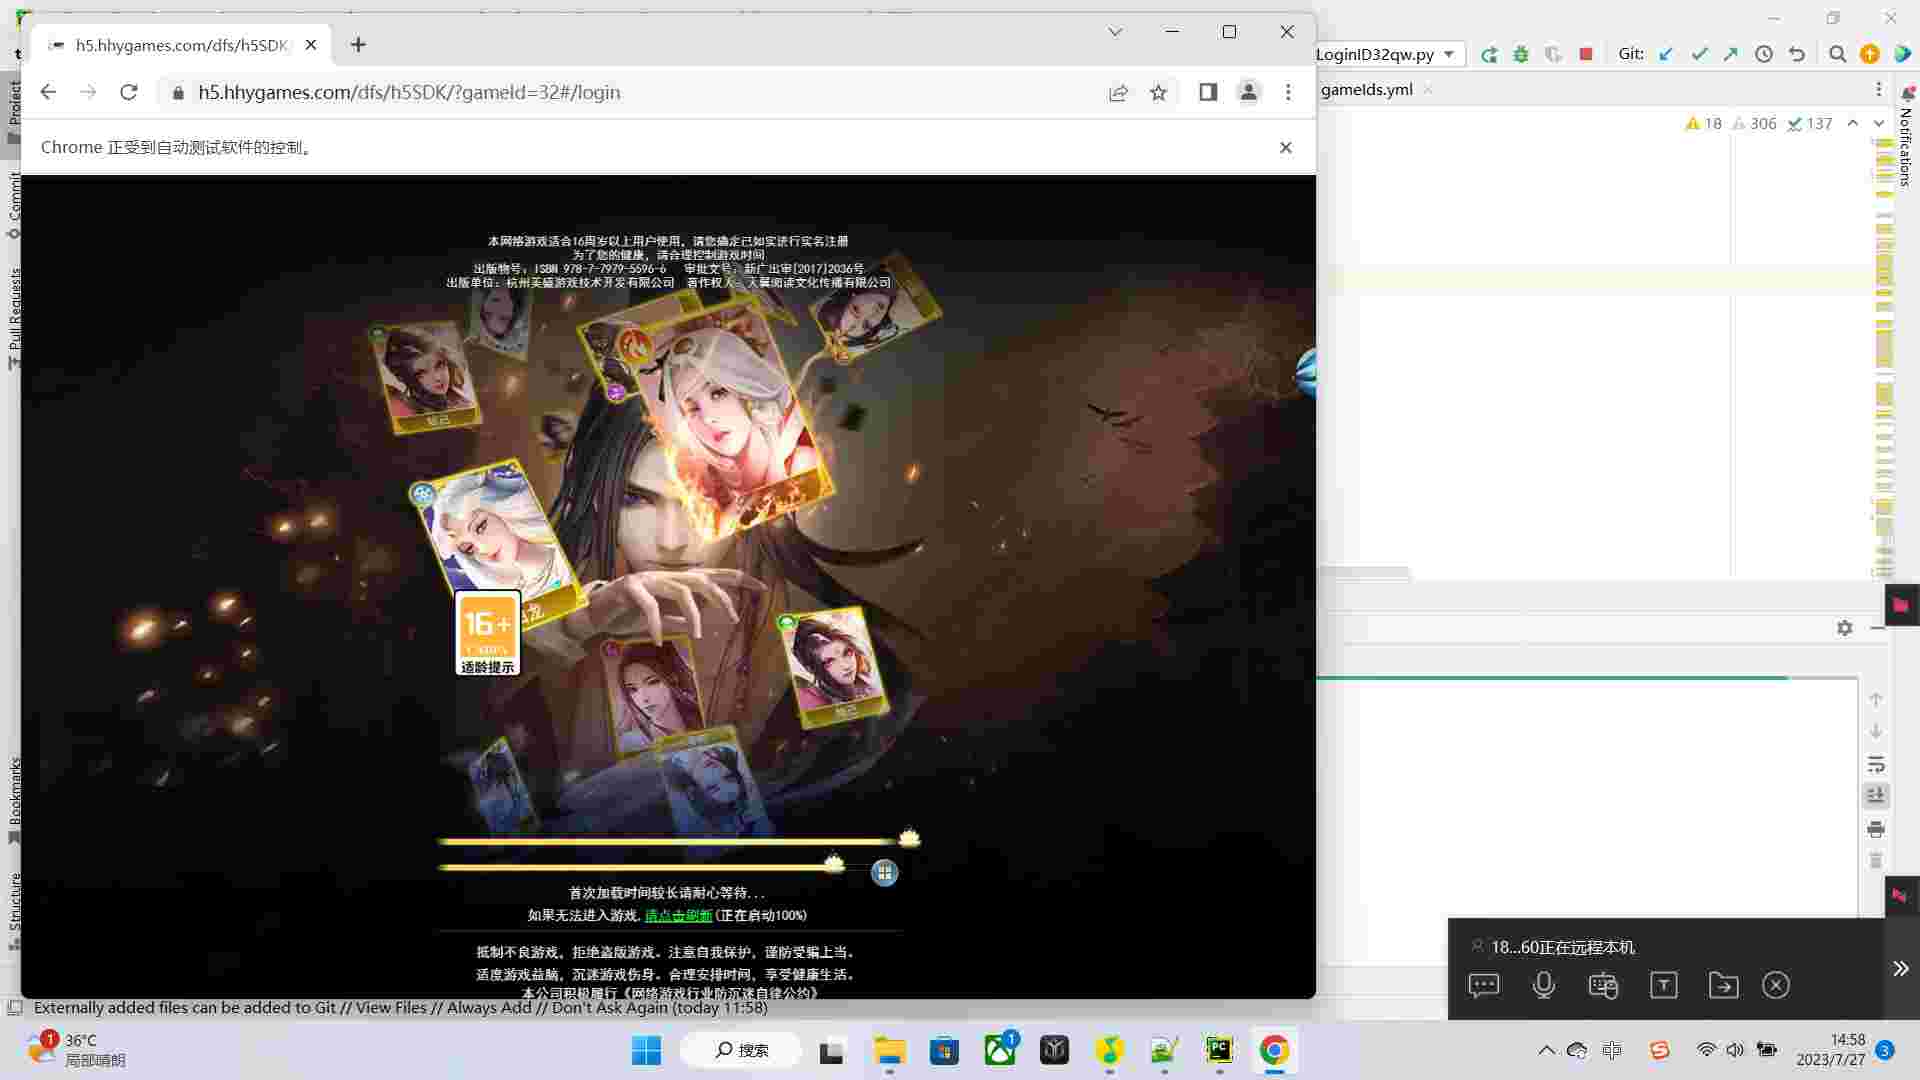 h5.hhygames.com/dfs/h5SDK
LoginID32qw.py
Git:
h5.hhygames.com/dfs/h5SDK/?gameId=32#/login
gameIds.yml
Chrome 正受到自动测试软件的控制。
18
306
137
Project
Commit
Pull Requests
Bookmarks
Structure
Notifications
本网络游戏适合16周岁以上用户使用，请您确定已如实进行实名注册
为了您的健康，请合理控制游戏时间
出版物号：ISBN 978-7-7979-5596-6 审批文号：新广出审[2017]2036号
出版单位：杭州美盛游戏技术开发有限公司 著作权人：天翼阅读文化传播有限公司
16+
CADPA
适龄提示
龙
首次加载时间较长请耐心等待...
如果无法进入游戏,请点击刷新(正在启动100%)
抵制不良游戏，拒绝盗版游戏。注意自我保护，谨防受骗上当。
适度游戏益脑，沉迷游戏伤身。合理安排时间，享受健康生活。
本公司积极履行《网络游戏行业防沉迷自律公约》
18...60正在远程本机
Externally added files can be added to Git // View Files // Always Add // Don't Ask Again (today 11:58)
1
36°C
局部晴朗
搜索
1
PC
中
14:58
2023/7/27
3